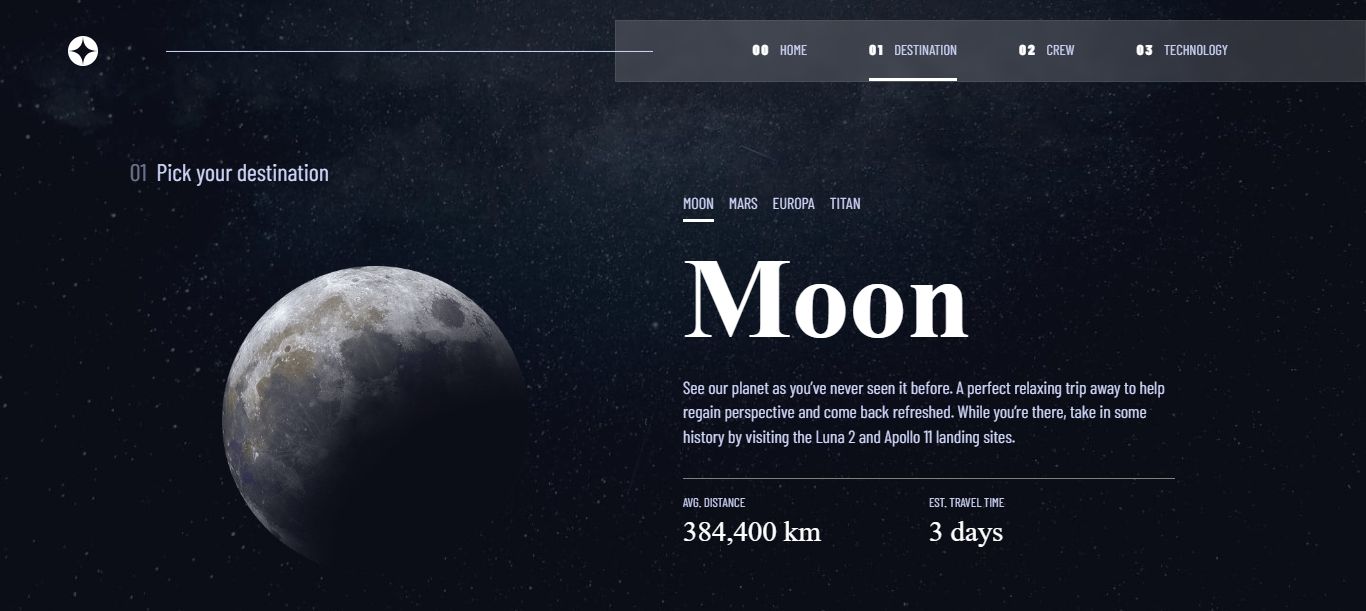 00 HOME 01 DESTINATION 02 CREW 03 TECHNOLOGY
01 Pick your destination
MOON MARS EUROPA TITAN
Moon
See our planet as you’ve never seen it before. A perfect relaxing trip away to help
regain perspective and come back refreshed. While you’re there, take in some
history by visiting the Luna 2 and Apollo 11 landing sites.
AVG. DISTANCE EST. TRAVEL TIME
384,400 km 3 days